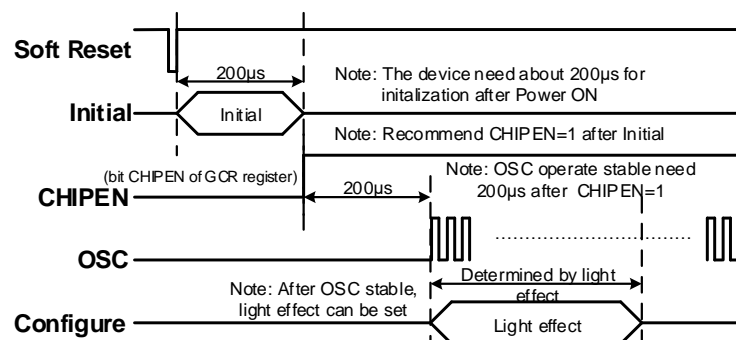 Soft Reset
200μs
Note: The device need about 200μs for
initalization after Power ON
Initial
Initial
Note: Recommend CHIPEN=1 after Initial
(bit CHIPEN of GCR register)
CHIPEN
200μs
Note: OSC operate stable need
200μs after CHIPEN=1
OSC
Note: After OSC stable,
light effect can be set
Determined by light
effect
Configure
Light effect